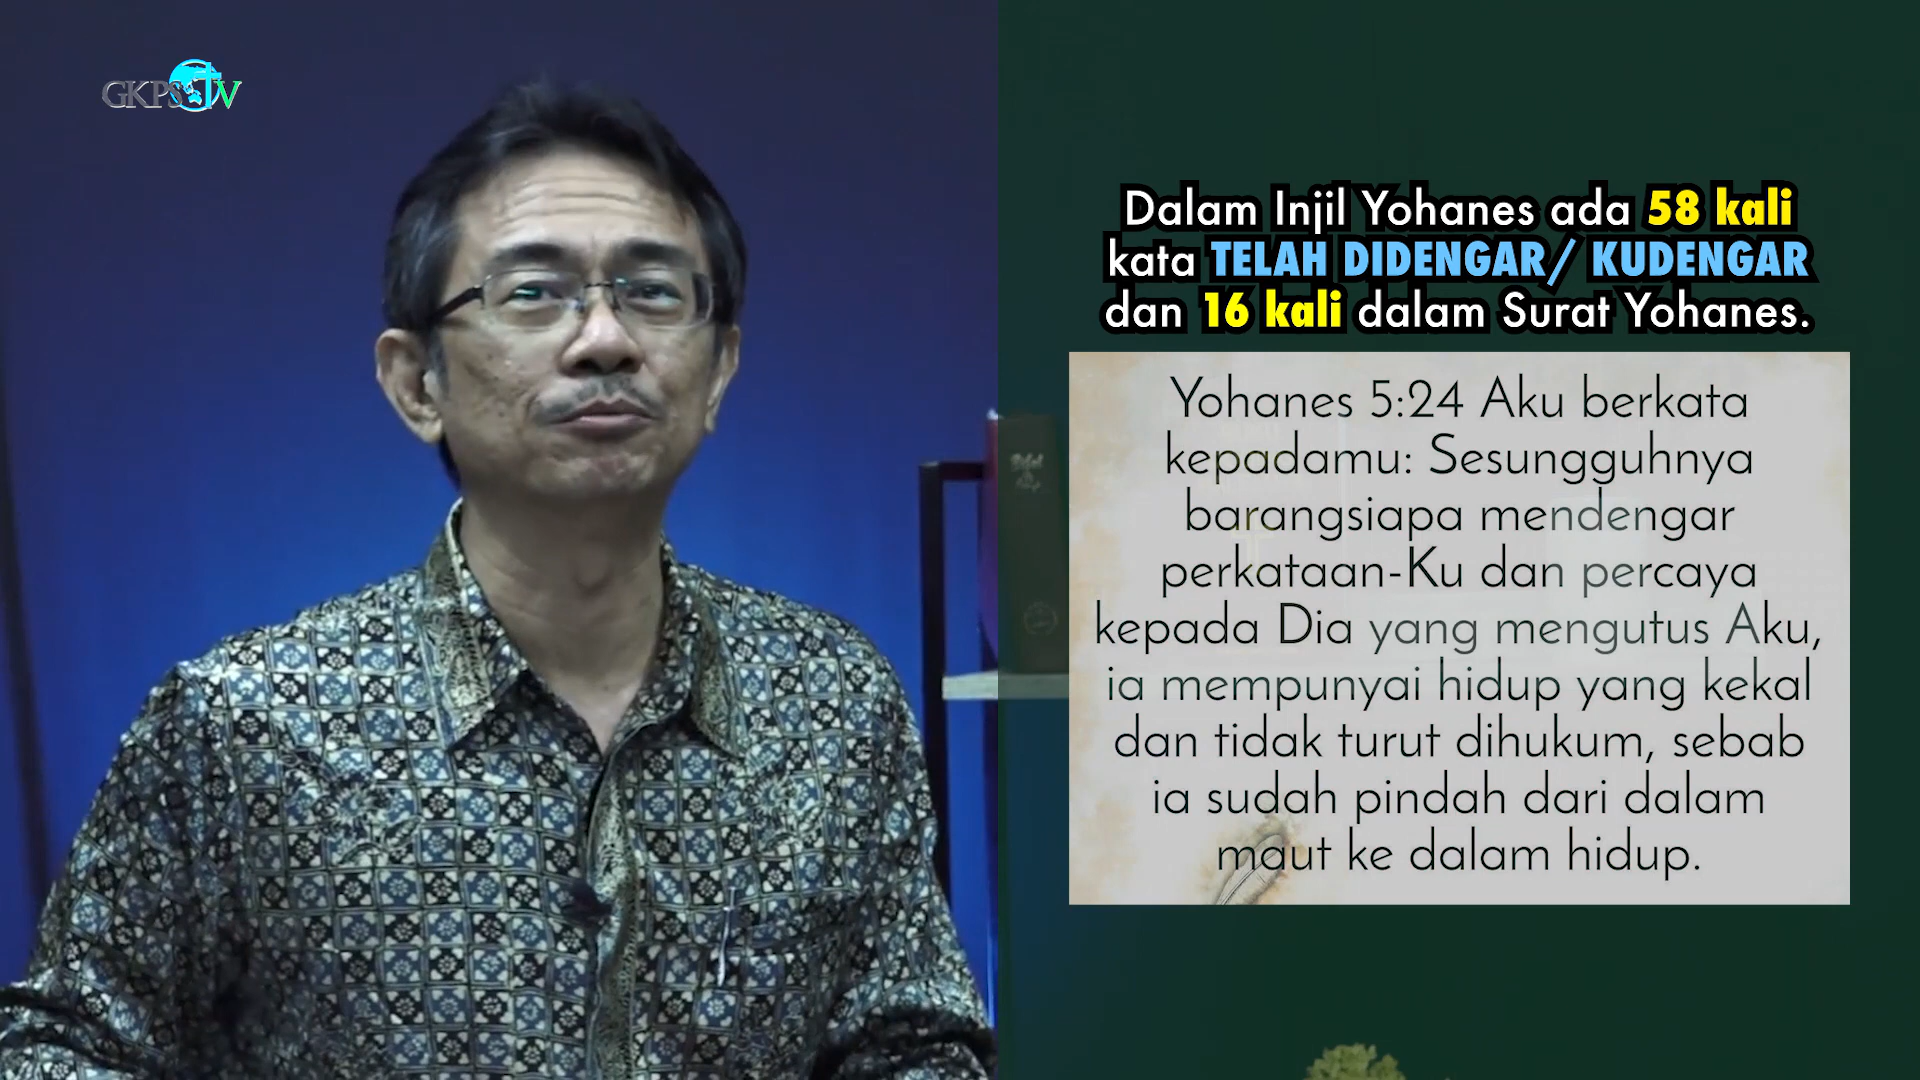 GKPS TV
Dalam Injil Yohanes ada 58 kali
kata TELAH DIDENGAR/ KUDENGAR
dan 16 kali dalam Surat Yohanes.
Yohanes 5:24 Aku berkata
kepadamu: Sesungguhnya
barangsiapa mendengar
perkataan-Ku dan percaya
kepada Dia yang mengutus Aku,
ia mempunyai hidup yang kekal
dan tidak turut dihukum, sebab
ia sudah pindah dari dalam
maut ke dalam hidup.